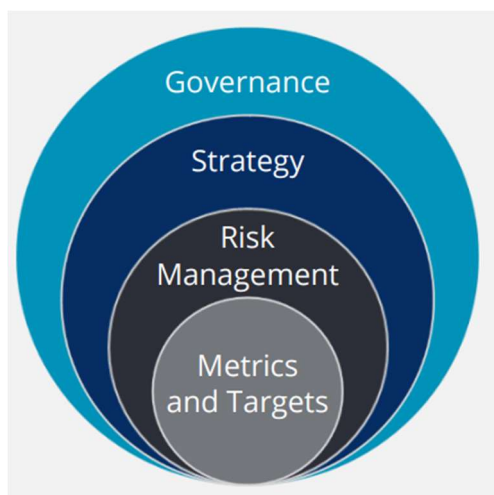 Governance
Strategy
Risk
Management
Metrics
and Targets